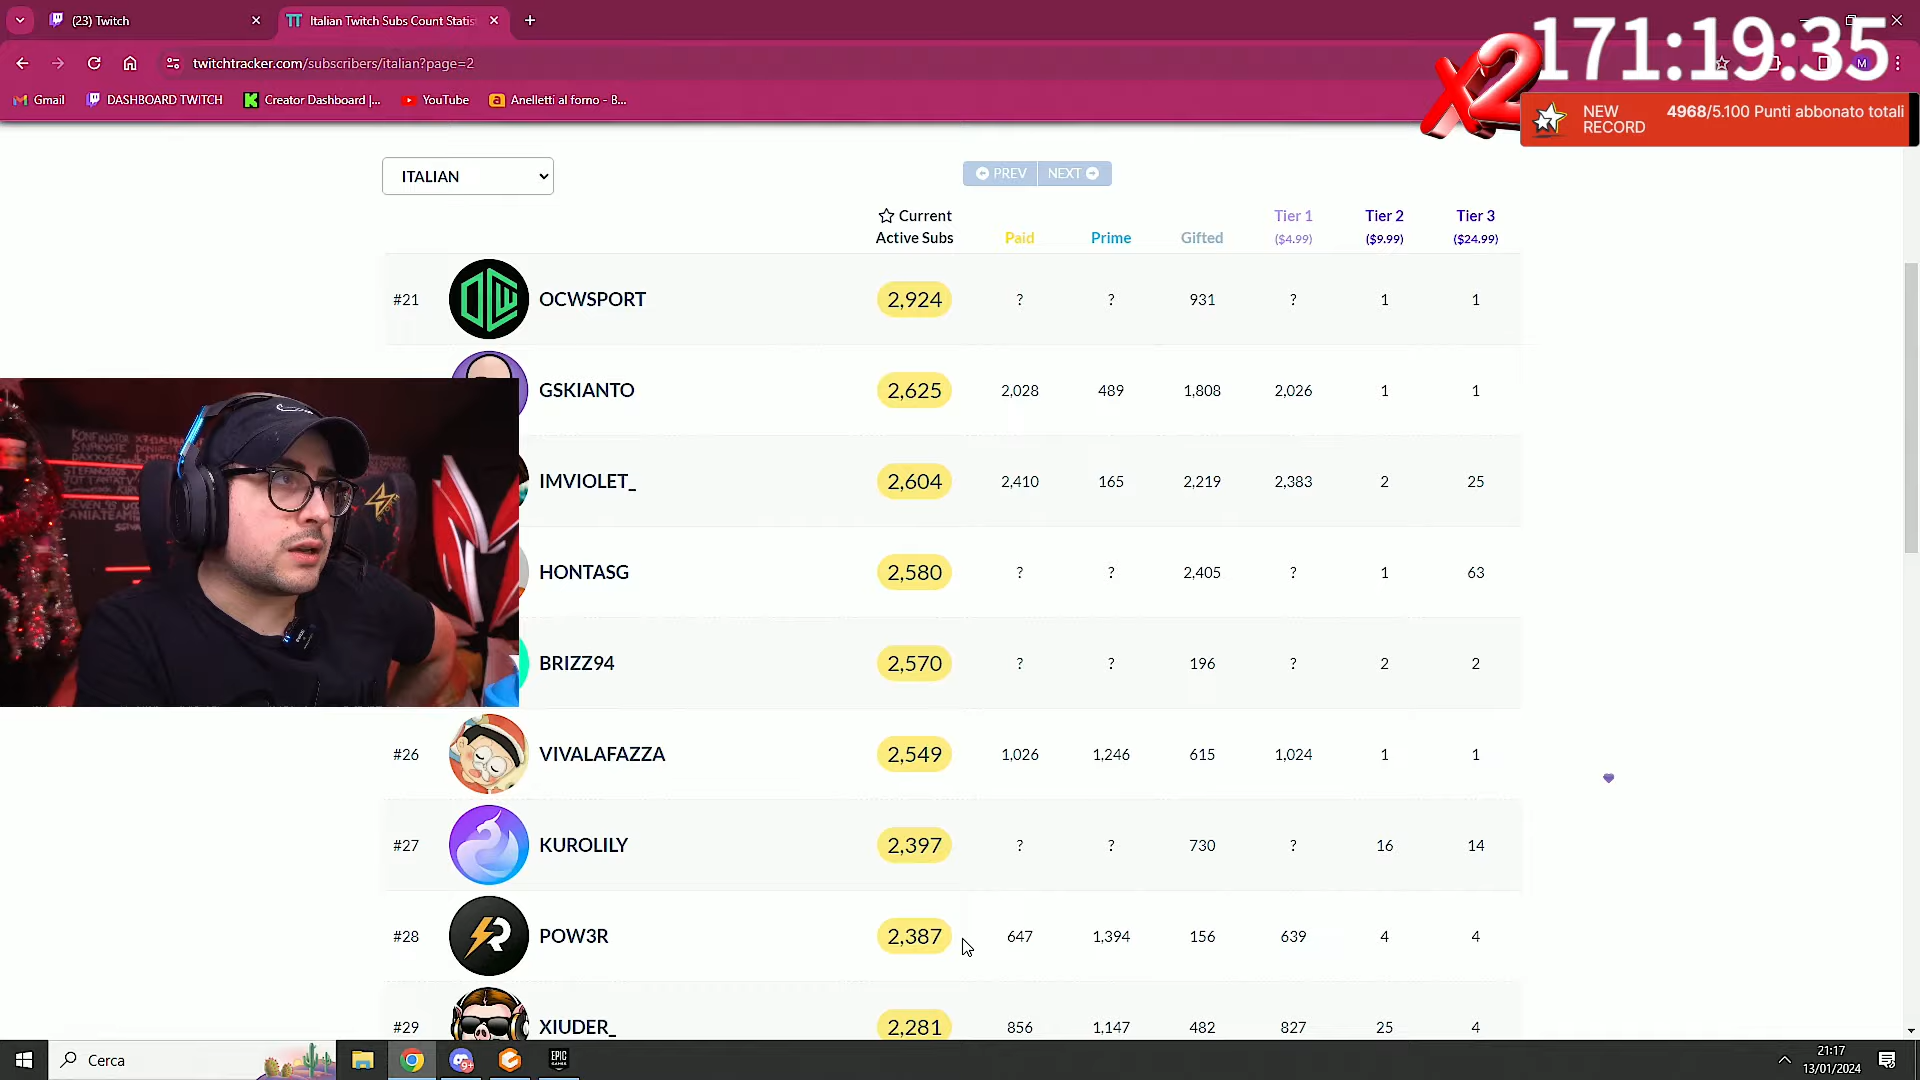 (23) Twitch
Italian Twitch Subs Count Statis
twitchtracker.com/subscribers/italian?page=2
Gmail
DASHBOARD TWITCH
Creator Dashboard |...
YouTube
Anelletti al forno - B...
x2
171:19:35
M
NEW RECORD
4968/5.100 Punti abbonato totali
ITALIAN
PREV NEXT
Current Active Subs
Paid
Prime
Gifted
Tier 1 ($4.99)
Tier 2 ($9.99)
Tier 3 ($24.99)
#21 OCWSPORT 2,924 ? ? 931 ? 1 1
GSKIANTO 2,625 2,028 489 1,808 2,026 1 1
IMVIOLET_ 2,604 2,410 165 2,219 2,383 2 25
HONTASG 2,580 ? ? 2,405 ? 1 63
BRIZZ94 2,570 ? ? 196 ? 2 2
#26 VIVALAFAZZA 2,549 1,026 1,246 615 1,024 1 1
#27 KUROLILY 2,397 ? ? 730 ? 16 14
#28 POW3R 2,387 647 1,394 156 639 4 4
#29 XIUDER_ 2,281 856 1,147 482 827 25 4
Cerca
9+
EPIC GAMES
21:17
13/01/2024